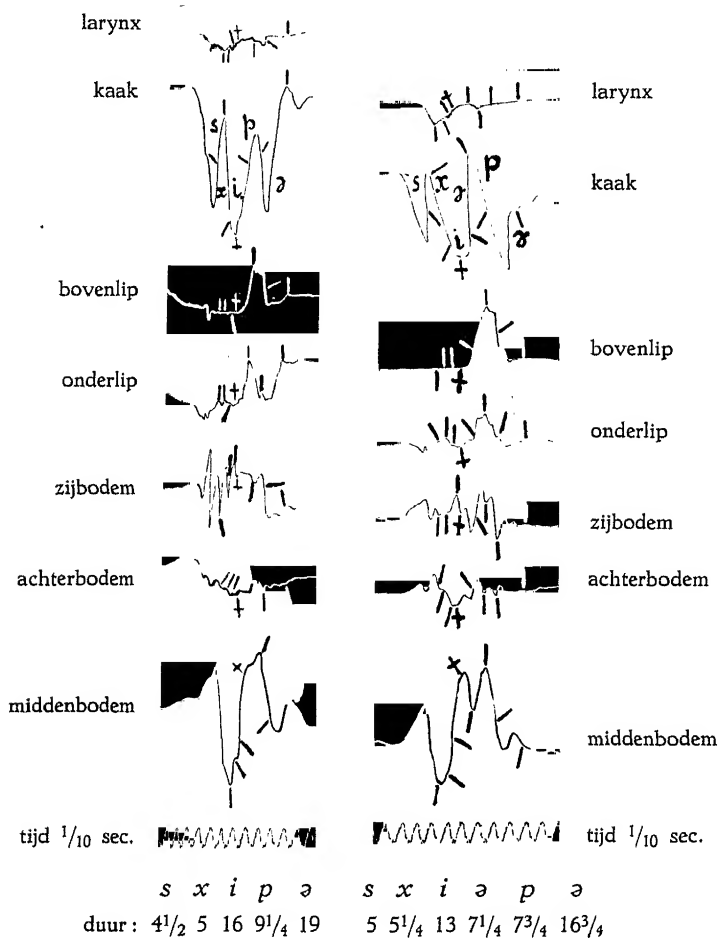 larynx
larynx
kaak
s p
x i ə
s x ə p
i ə
kaak
bovenlip
bovenlip
onderlip
onderlip
zijbodem
zijbodem
achterbodem
achterbodem
middenbodem
middenbodem
tijd 1/10 sec.
tijd 1/10 sec.
s x i p ə s x i ə p ə
duur : 4 1/2 5 16 9 1/4 19 5 5 1/4 13 7 1/4 7 3/4 16 3/4